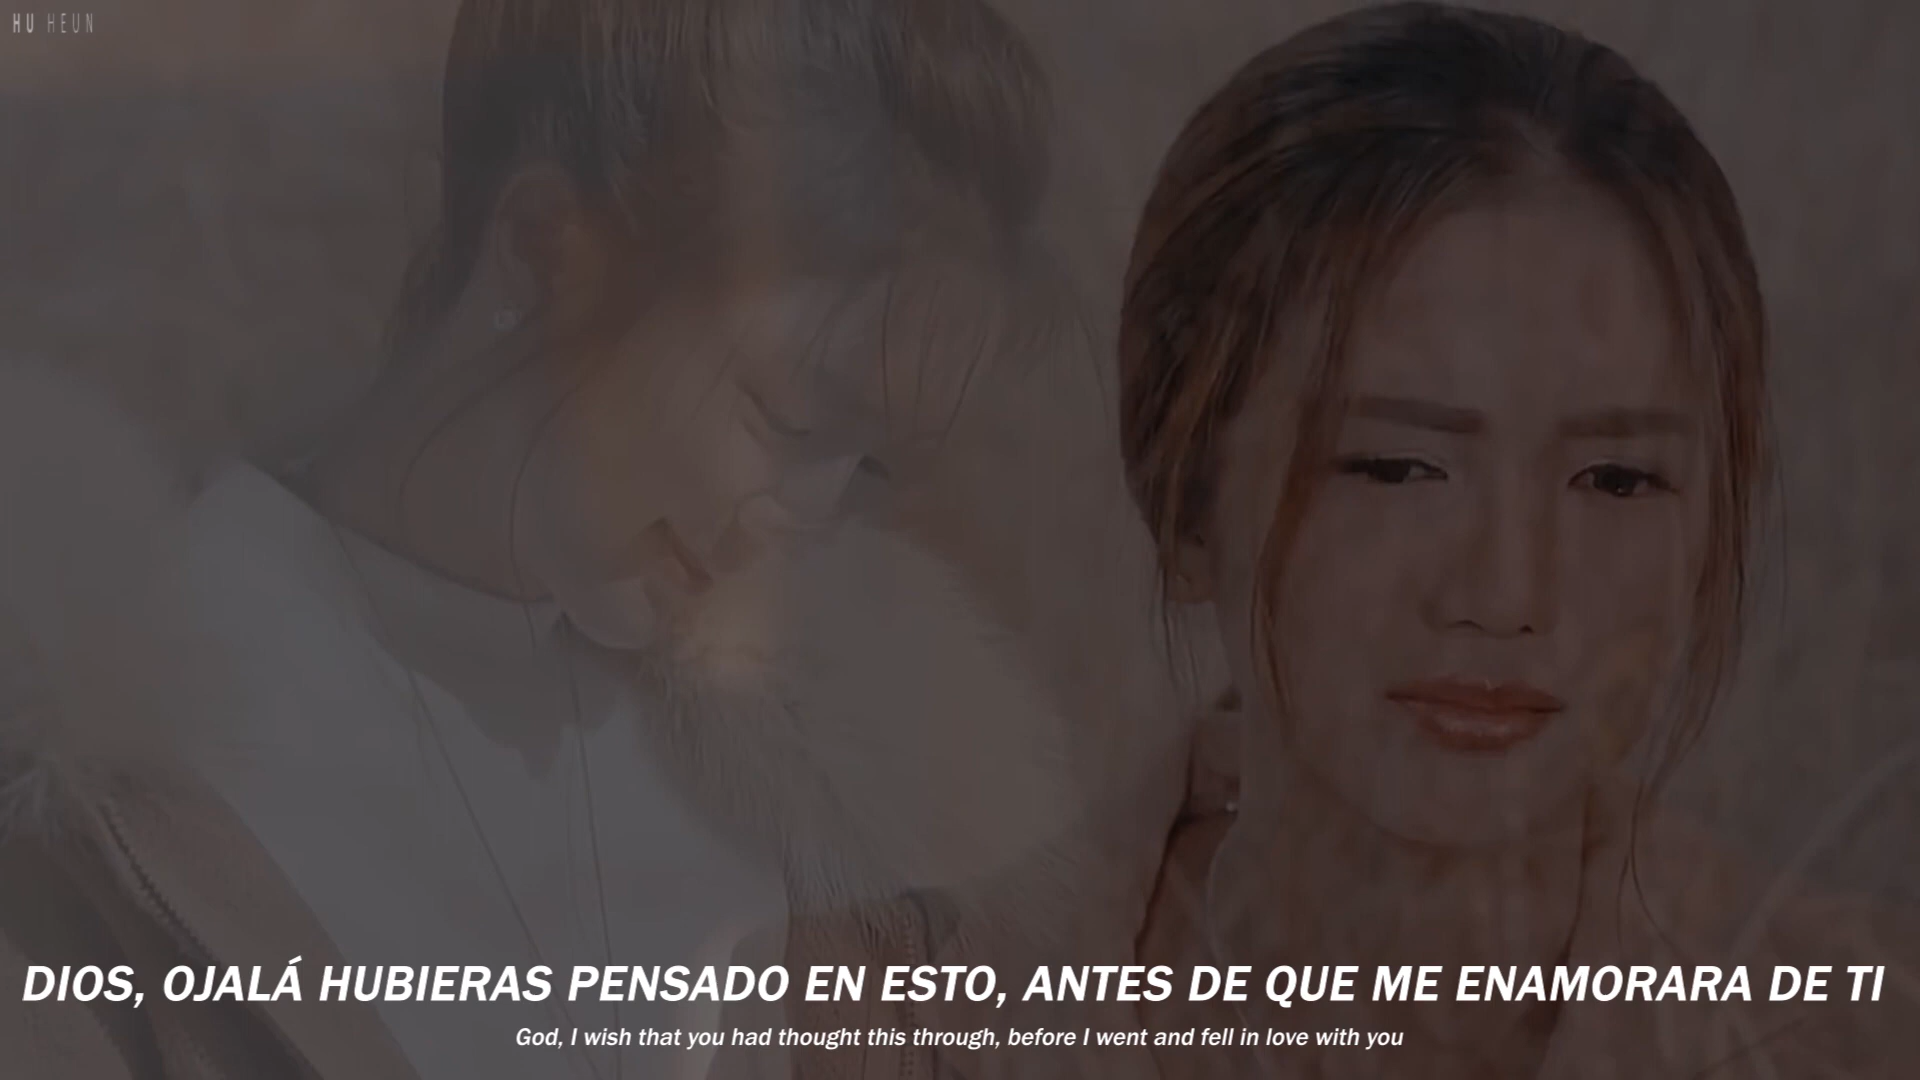 HU HEUN
DIOS, OJALÁ HUBIERAS PENSADO EN ESTO, ANTES DE QUE ME ENAMORARA DE TI
God, I wish that you had thought this through, before I went and fell in love with you